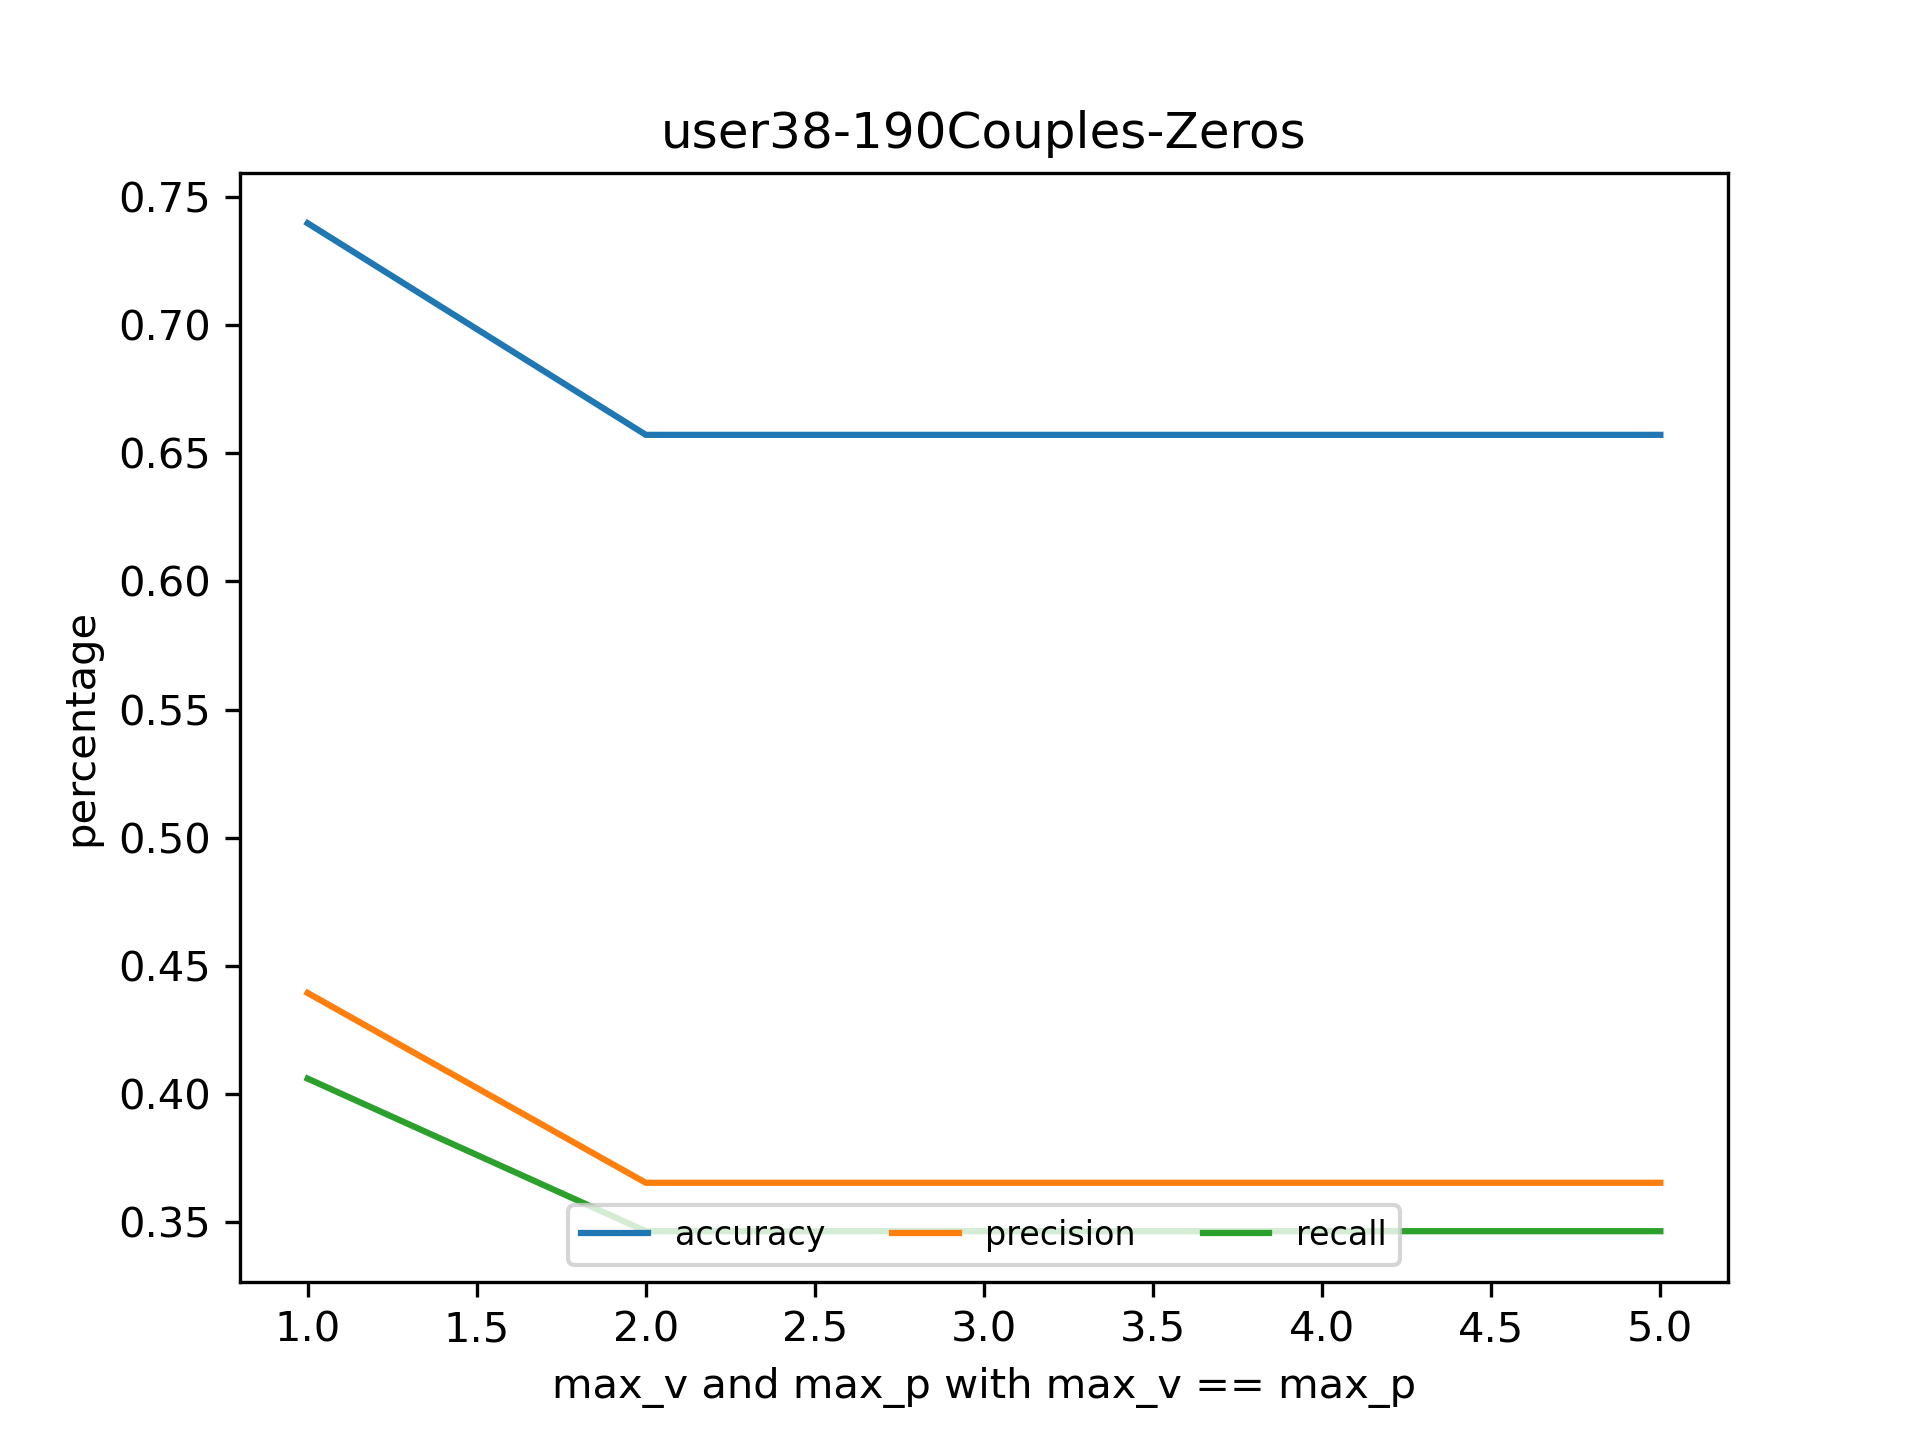 user38-190Couples-Zeros
0.75
0.70
0.65
0.60
0.55
0.50
0.45
0.40
0.35
percentage
accuracy precision recall
1.0 1.5 2.0 2.5 3.0 3.5 4.0 4.5 5.0
max_v and max_p with max_v == max_p